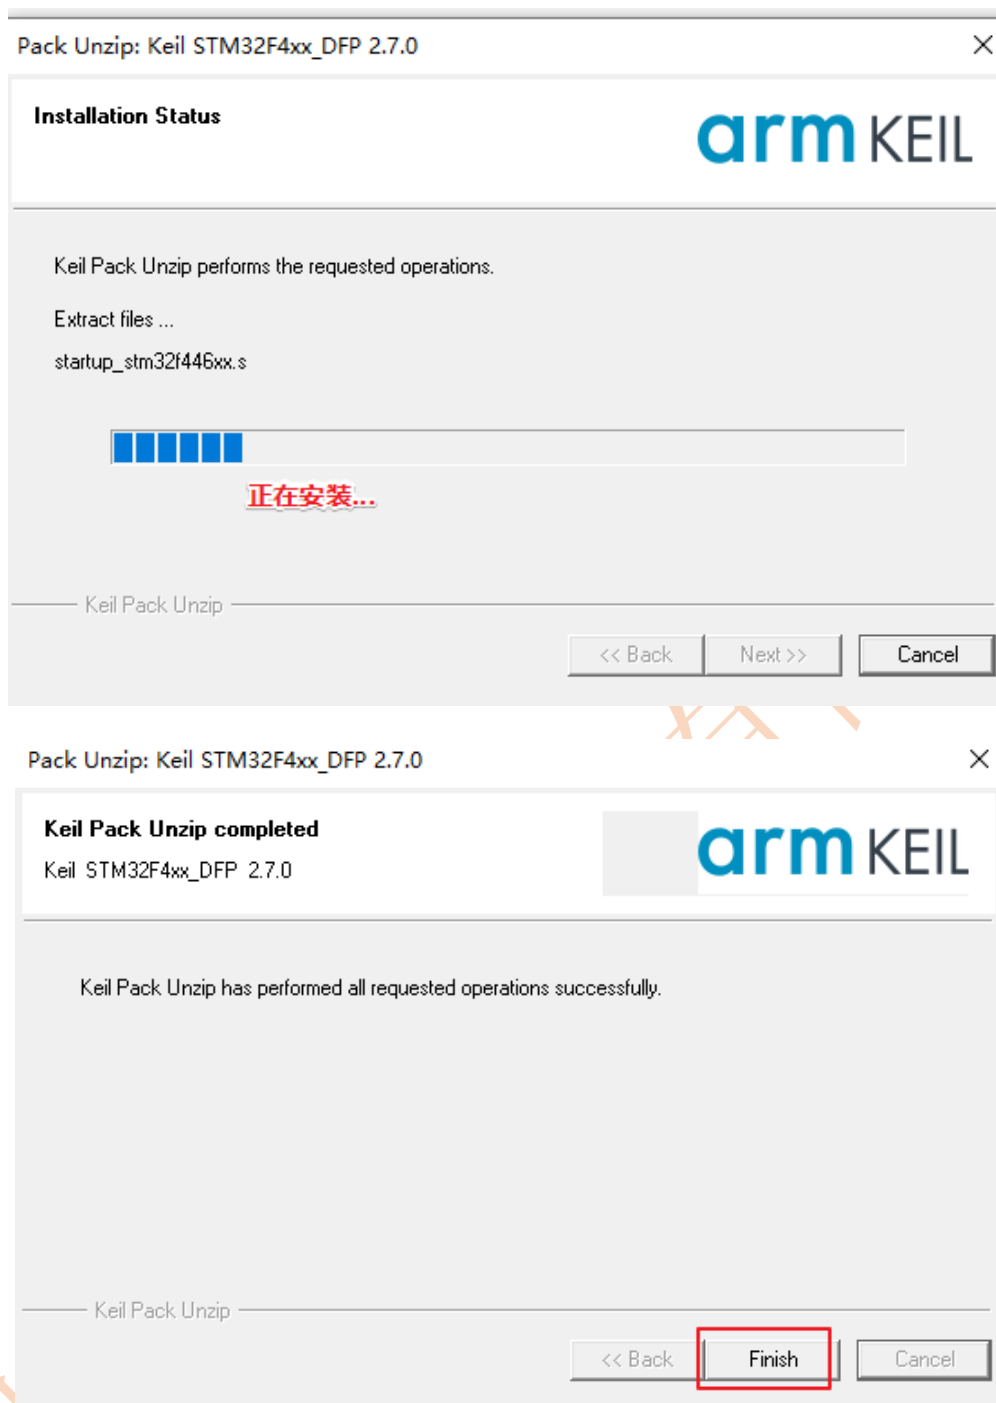 Pack Unzip: Keil STM32F4xx_DFP 2.7.0
Installation Status
arm KEIL
Keil Pack Unzip performs the requested operations.
Extract files ...
startup_stm32f446xx.s
正在安装...
Keil Pack Unzip
<< Back Next >> Cancel
Pack Unzip: Keil STM32F4xx_DFP 2.7.0
Keil Pack Unzip completed
Keil STM32F4xx_DFP 2.7.0
arm KEIL
Keil Pack Unzip has performed all requested operations successfully.
Keil Pack Unzip
<< Back Finish Cancel